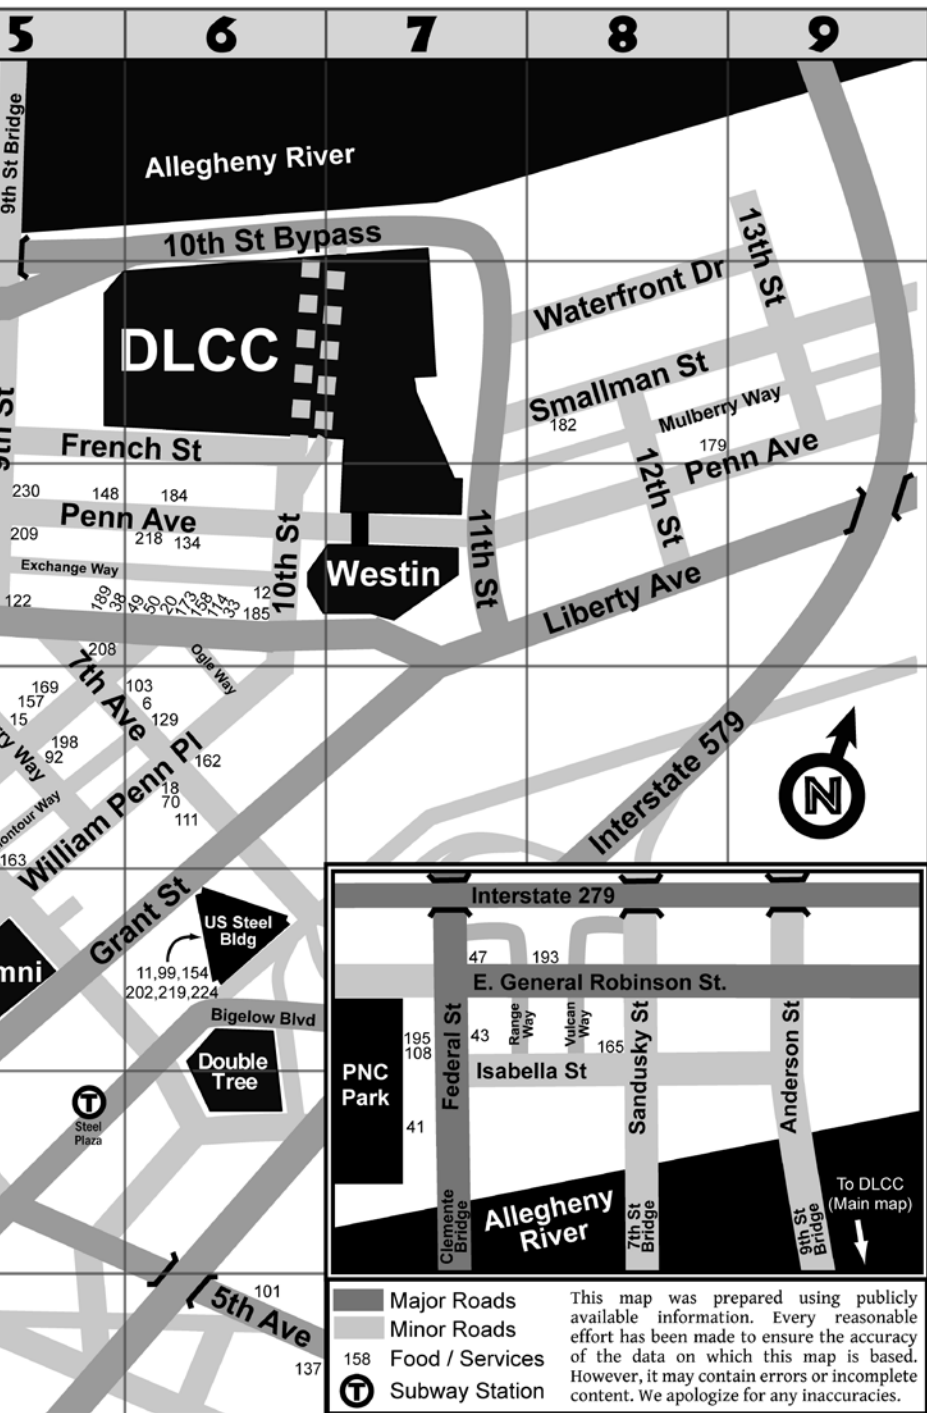 5 6 7 8 9
9th St Bridge
Allegheny River
10th St Bypass
13th St
Waterfront Dr
DLCC
Smallman St
Mulberry Way
182
179
9th St
French St
Penn Ave
12th St
230
148
184
Penn Ave
209
218
134
10th St
11th St
Exchange Way
Westin
Liberty Ave
122
189
38
49
50
20
173
158
114
33
12
185
208
7th Ave
Ogle Way
169
157
15
103
6
129
198
92
rry Way
162
William Penn Pl
18
70
111
ontour Way
163
Interstate 579
N
Grant St
US Steel
Bldg
mni
11,99,154
202,219,224
Bigelow Blvd
Double
Tree
T
Steel
Plaza
101
5th Ave
137
Interstate 279
47
193
E. General Robinson St.
Federal St
43
Range
Way
Vulcan
Way
165
Sandusky St
Anderson St
195
108
Isabella St
PNC
Park
41
Clemente
Bridge
Allegheny
River
7th St
Bridge
9th St
Bridge
To DLCC
(Main map)
Major Roads
Minor Roads
158 Food / Services
T Subway Station
This map was prepared using publicly
available information. Every reasonable
effort has been made to ensure the accuracy
of the data on which this map is based.
However, it may contain errors or incomplete
content. We apologize for any inaccuracies.